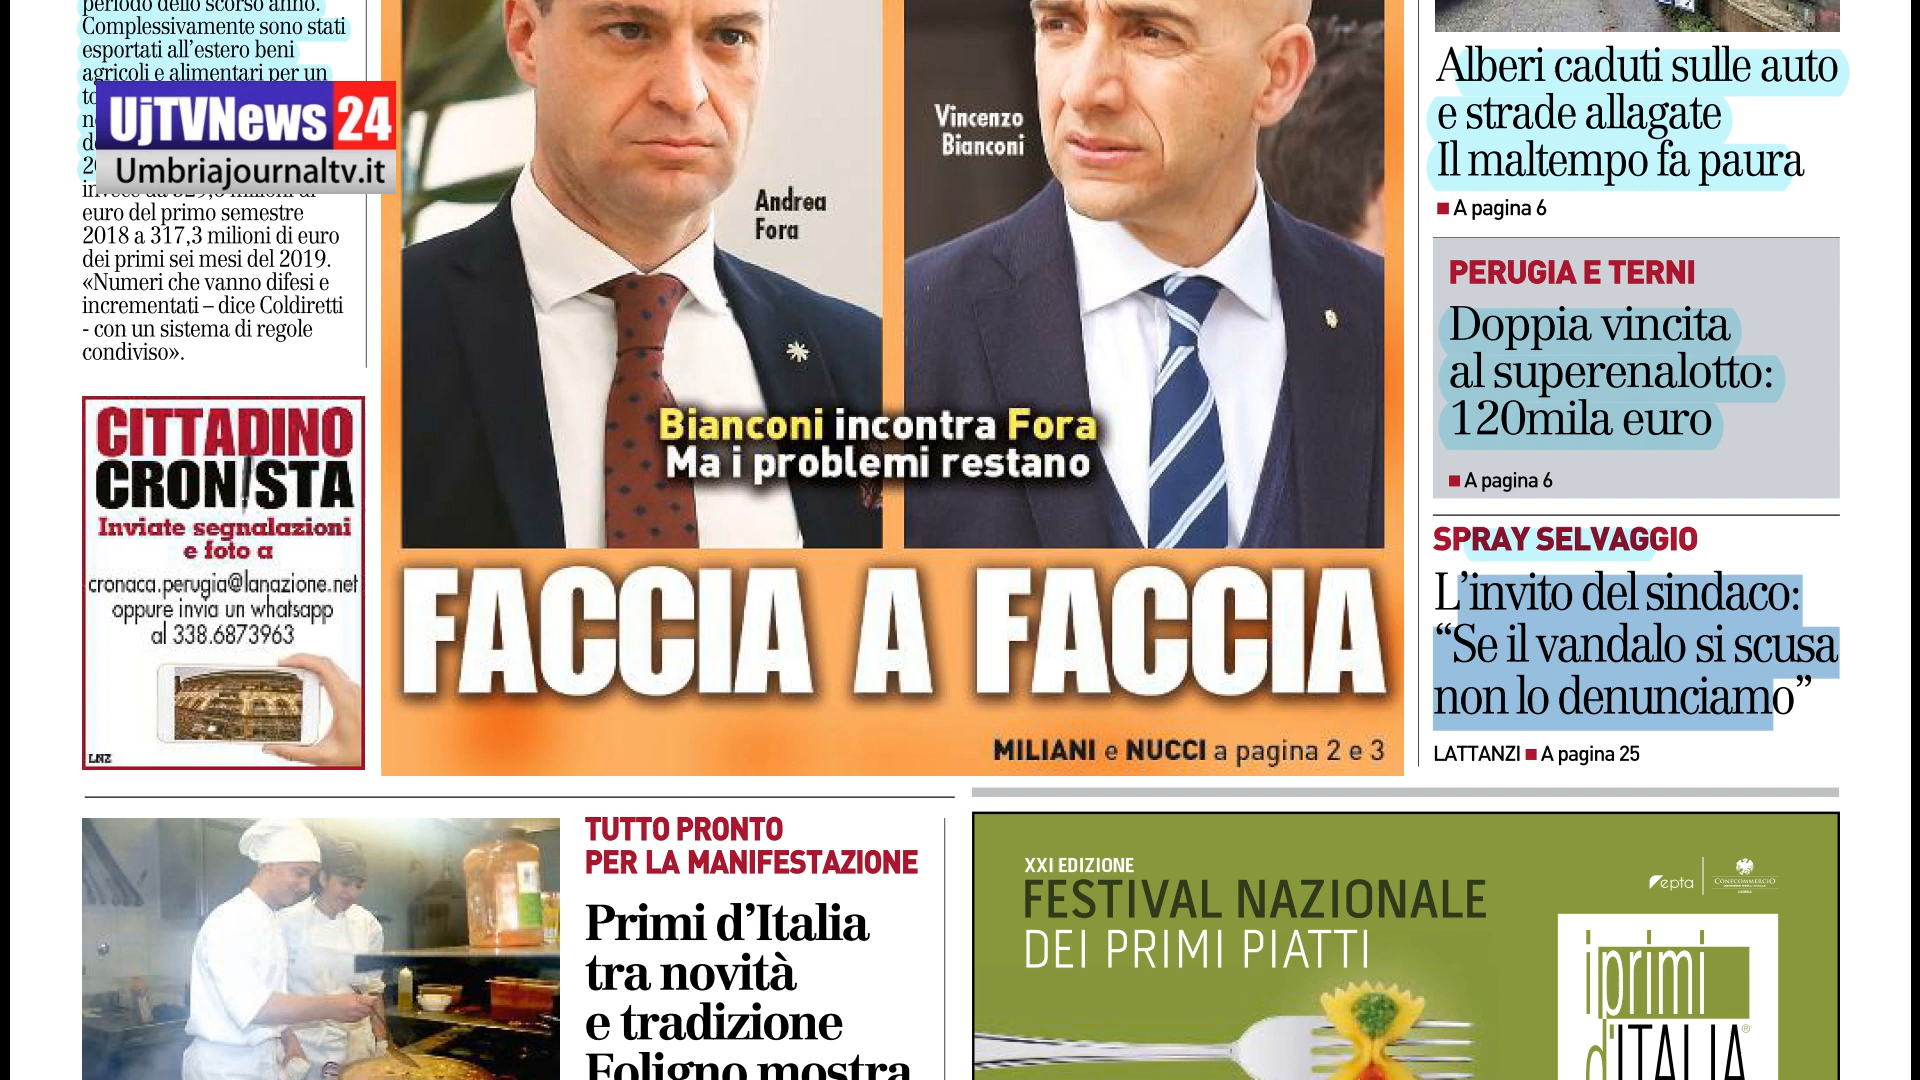 periodo dello scorso anno.
Complessivamente sono stati
esportati all'estero beni
agricoli e alimentari per un
UjTVNews 24
Umbriajournaltv.it
euro del primo semestre
2018 a 317,3 milioni di euro
dei primi sei mesi del 2019.
«Numeri che vanno difesi e
incrementati – dice Coldiretti
- con un sistema di regole
condiviso».
CITTADINO
CRONISTA
Inviate segnalazioni
e foto a
cronaca.perugia@lanazione.net
oppure invia un whatsapp
al 338.6873963
LNZ
Andrea
Fora
Vincenzo
Bianconi
Bianconi incontra Fora
Ma i problemi restano
FACCIA A FACCIA
MILIANI e NUCCI a pagina 2 e 3
Alberi caduti sulle auto
e strade allagate
Il maltempo fa paura
■ A pagina 6
PERUGIA E TERNI
Doppia vincita
al superenalotto:
120mila euro
■ A pagina 6
SPRAY SELVAGGIO
L'invito del sindaco:
“Se il vandalo si scusa
non lo denunciamo”
LATTANZI ■ A pagina 25
TUTTO PRONTO
PER LA MANIFESTAZIONE
Primi d'Italia
tra novità
e tradizione
Foligno mostra
XXI EDIZIONE
FESTIVAL NAZIONALE
DEI PRIMI PIATTI
epta
CONFCOMMERCIO
i primi
d'ITALIA®